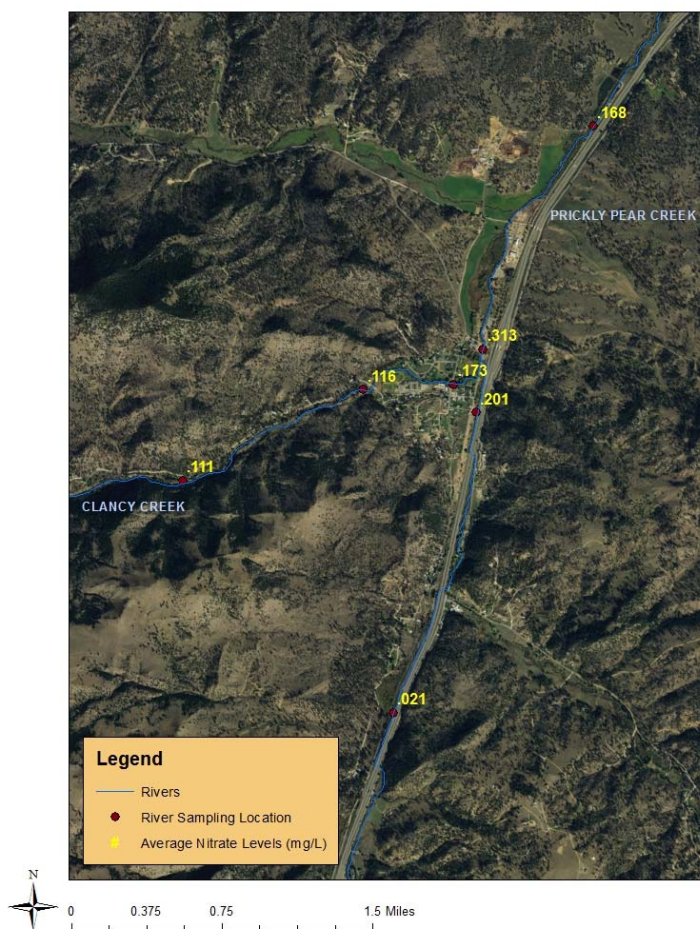 .168
PRICKLY PEAR CREEK
.313
.116
.173
.201
.111
CLANCY CREEK
.021
Legend
Rivers
River Sampling Location
# Average Nitrate Levels (mg/L)
N
0 0.375 0.75 1.5 Miles